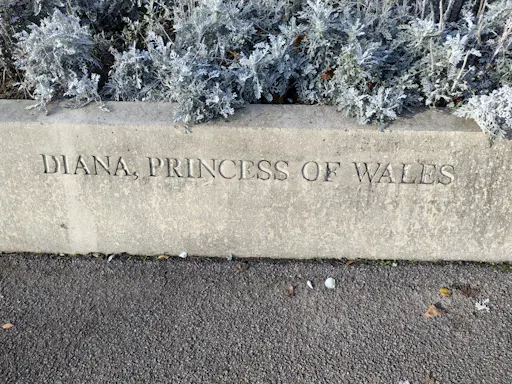 DIANA, PRINCESS OF WALES